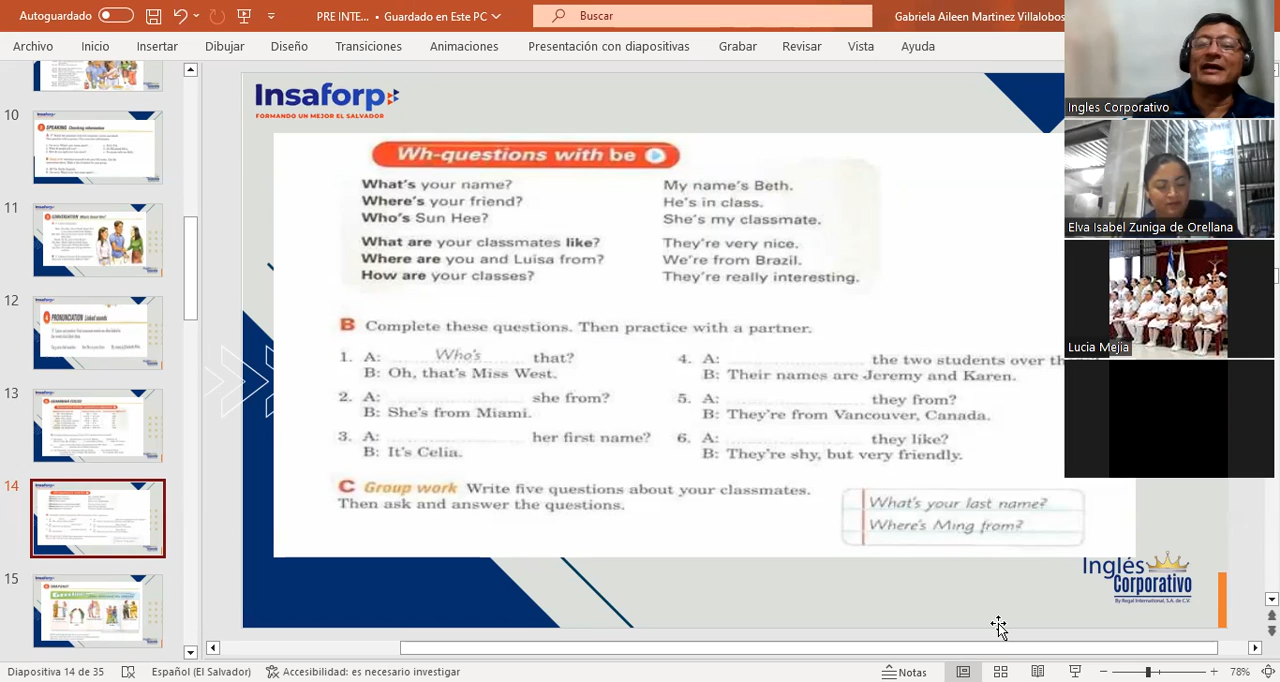 Autoguardado
PRE INTE... • Guardado en Este PC
Buscar
Gabriela Aileen Martinez Villalobos
Archivo Inicio Insertar Dibujar Diseño Transiciones Animaciones Presentación con diapositivas Grabar Revisar Vista Ayuda
10
11
12
13
14
15
Insaforp
FORMANDO UN MEJOR EL SALVADOR
Wh-questions with be
What's your name? My name's Beth.
Where's your friend? He's in class.
Who's Sun Hee? She's my classmate.
What are your classmates like? They're very nice.
Where are you and Luisa from? We're from Brazil.
How are your classes? They're really interesting.
B Complete these questions. Then practice with a partner.
1. A: Who's that?
B: Oh, that's Miss West.
2. A: she from?
B: She's from Miami.
3. A: her first name?
B: It's Celia.
4. A: the two students over th
B: Their names are Jeremy and Karen.
5. A: they from?
B: They're from Vancouver, Canada.
6. A: they like?
B: They're shy, but very friendly.
C Group work Write five questions about your classmates.
Then ask and answer the questions.
What's your last name?
Where's Ming from?
Inglés
Corporativo
By Regal International, S.A. de C.V.
Ingles Corporativo
Elva Isabel Zuniga de Orellana
Lucia Mejia
Diapositiva 14 de 35 Español (El Salvador) Accesibilidad: es necesario investigar Notas 78%